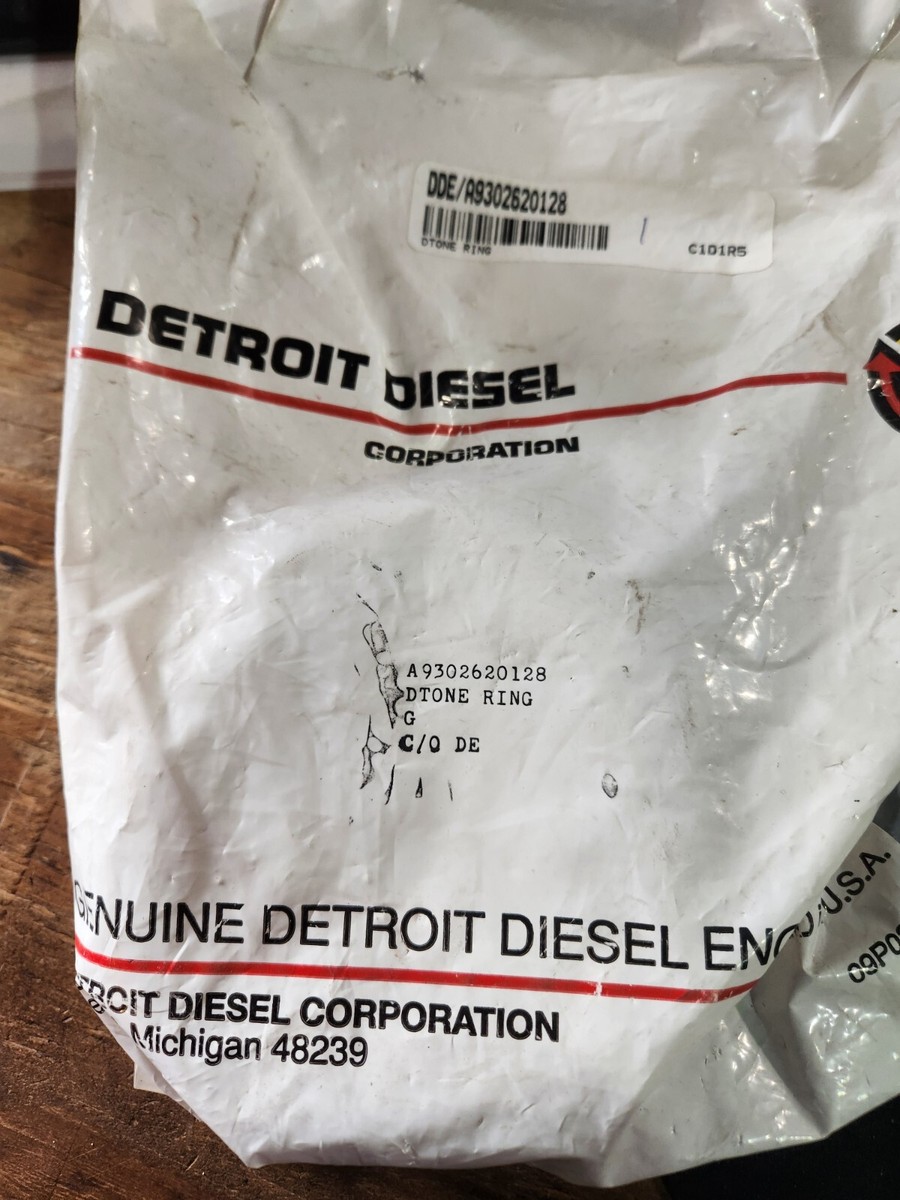 DDE/A9302620128
DTONE RING
C1D1R5
DETROIT DIESEL
CORPORATION
A9302620128
DTONE RING
G
C/O DE
GENUINE DETROIT DIESEL
U.S.A.
DETROIT DIESEL CORPORATION
Michigan 48239